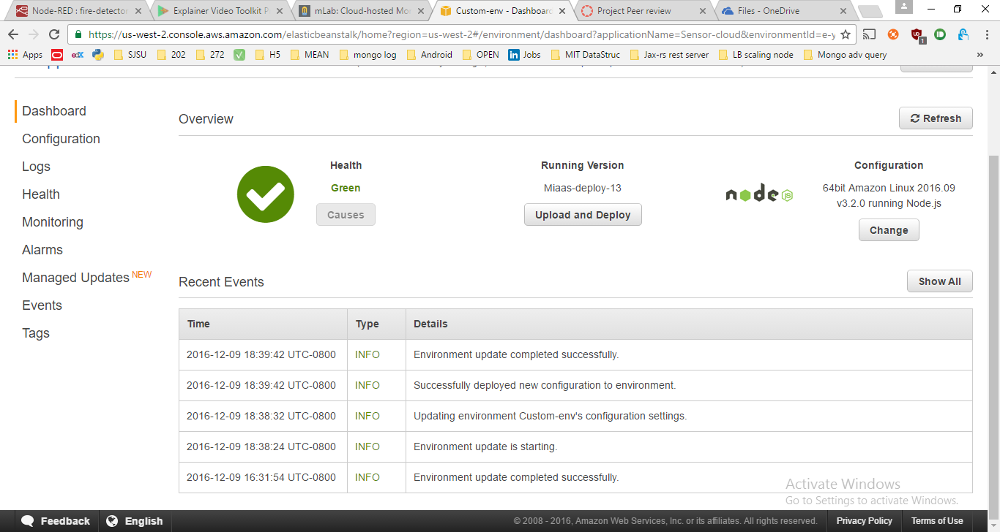 Node-RED : fire-detector
Explainer Video Toolkit P
mLab: Cloud-hosted Mo
Custom-env - Dashboard
Project Peer review
Files - OneDrive
https://us-west-2.console.aws.amazon.com/elasticbeanstalk/home?region=us-west-2#/environment/dashboard?applicationName=Sensor-cloud&environmentId=e-y
1
Apps
edX
SJSU
202
272
H5
MEAN
mongo log
Android
OPEN
in Jobs
MIT DataStruc
Jax-rs rest server
LB scaling node
Mongo adv query
»
Dashboard
Configuration
Logs
Health
Monitoring
Alarms
Managed Updates NEW
Events
Tags
Overview
Refresh
Health
Green
Causes
Running Version
Miaas-deploy-13
Upload and Deploy
node JS
Configuration
64bit Amazon Linux 2016.09
v3.2.0 running Node.js
Change
Recent Events
Show All
Time Type Details
2016-12-09 18:39:42 UTC-0800 INFO Environment update completed successfully.
2016-12-09 18:39:42 UTC-0800 INFO Successfully deployed new configuration to environment.
2016-12-09 18:38:32 UTC-0800 INFO Updating environment Custom-env's configuration settings.
2016-12-09 18:38:24 UTC-0800 INFO Environment update is starting.
2016-12-09 16:31:54 UTC-0800 INFO Environment update completed successfully.
Activate Windows
Go to Settings to activate Windows.
Feedback
English
© 2008 - 2016, Amazon Web Services, Inc. or its affiliates. All rights reserved.
Privacy Policy
Terms of Use